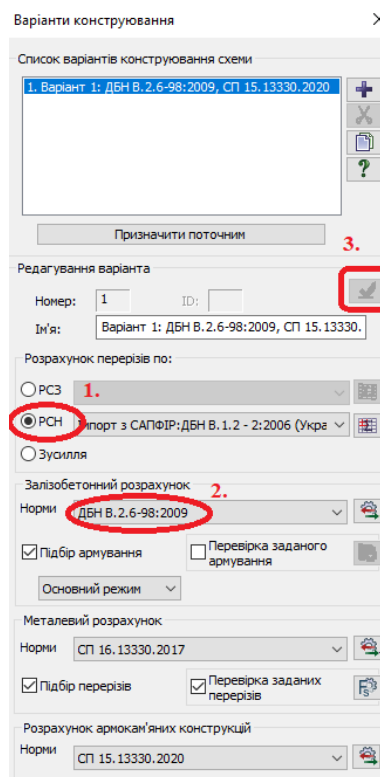 Варіанти конструювання
Список варіантів конструювання схеми
1. Варіант 1: ДБН В.2.6-98:2009, СП 15.13330.2020
Призначити поточним
3.
Редагування варіанта
Номер: 1 ID:
Ім'я: Варіант 1: ДБН В.2.6-98:2009, СП 15.13330.
Розрахунок перерізів по:
РСЗ 1.
РСН Імпорт з САПФІР:ДБН В.1.2 - 2:2006 (Укра
Зусилля
Залізобетонний розрахунок
2.
Норми ДБН В.2.6-98:2009
Підбір армування Перевірка заданого
армування
Основний режим
Металевий розрахунок
Норми СП 16.13330.2017
Підбір перерізів Перевірка заданих
перерізів
Розрахунок армокам'яних конструкцій
Норми СП 15.13330.2020